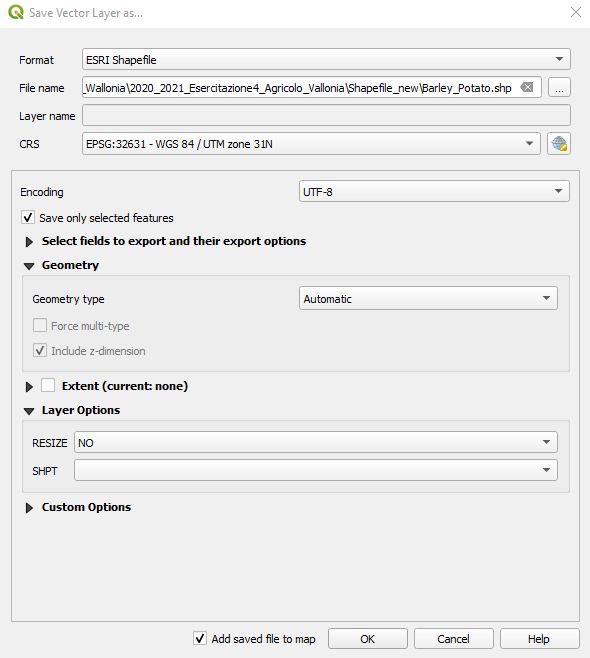 Save Vector Layer as...
Format ESRI Shapefile
File name _Wallonia\2020_2021_Esercitazione4_Agricolo_Vallonia\Shapefile_new\Barley_Potato.shp ...
Layer name
CRS EPSG:32631 - WGS 84 / UTM zone 31N
Encoding UTF-8
Save only selected features
Select fields to export and their export options
Geometry
Geometry type Automatic
Force multi-type
Include z-dimension
Extent (current: none)
Layer Options
RESIZE NO
SHPT
Custom Options
Add saved file to map OK Cancel Help